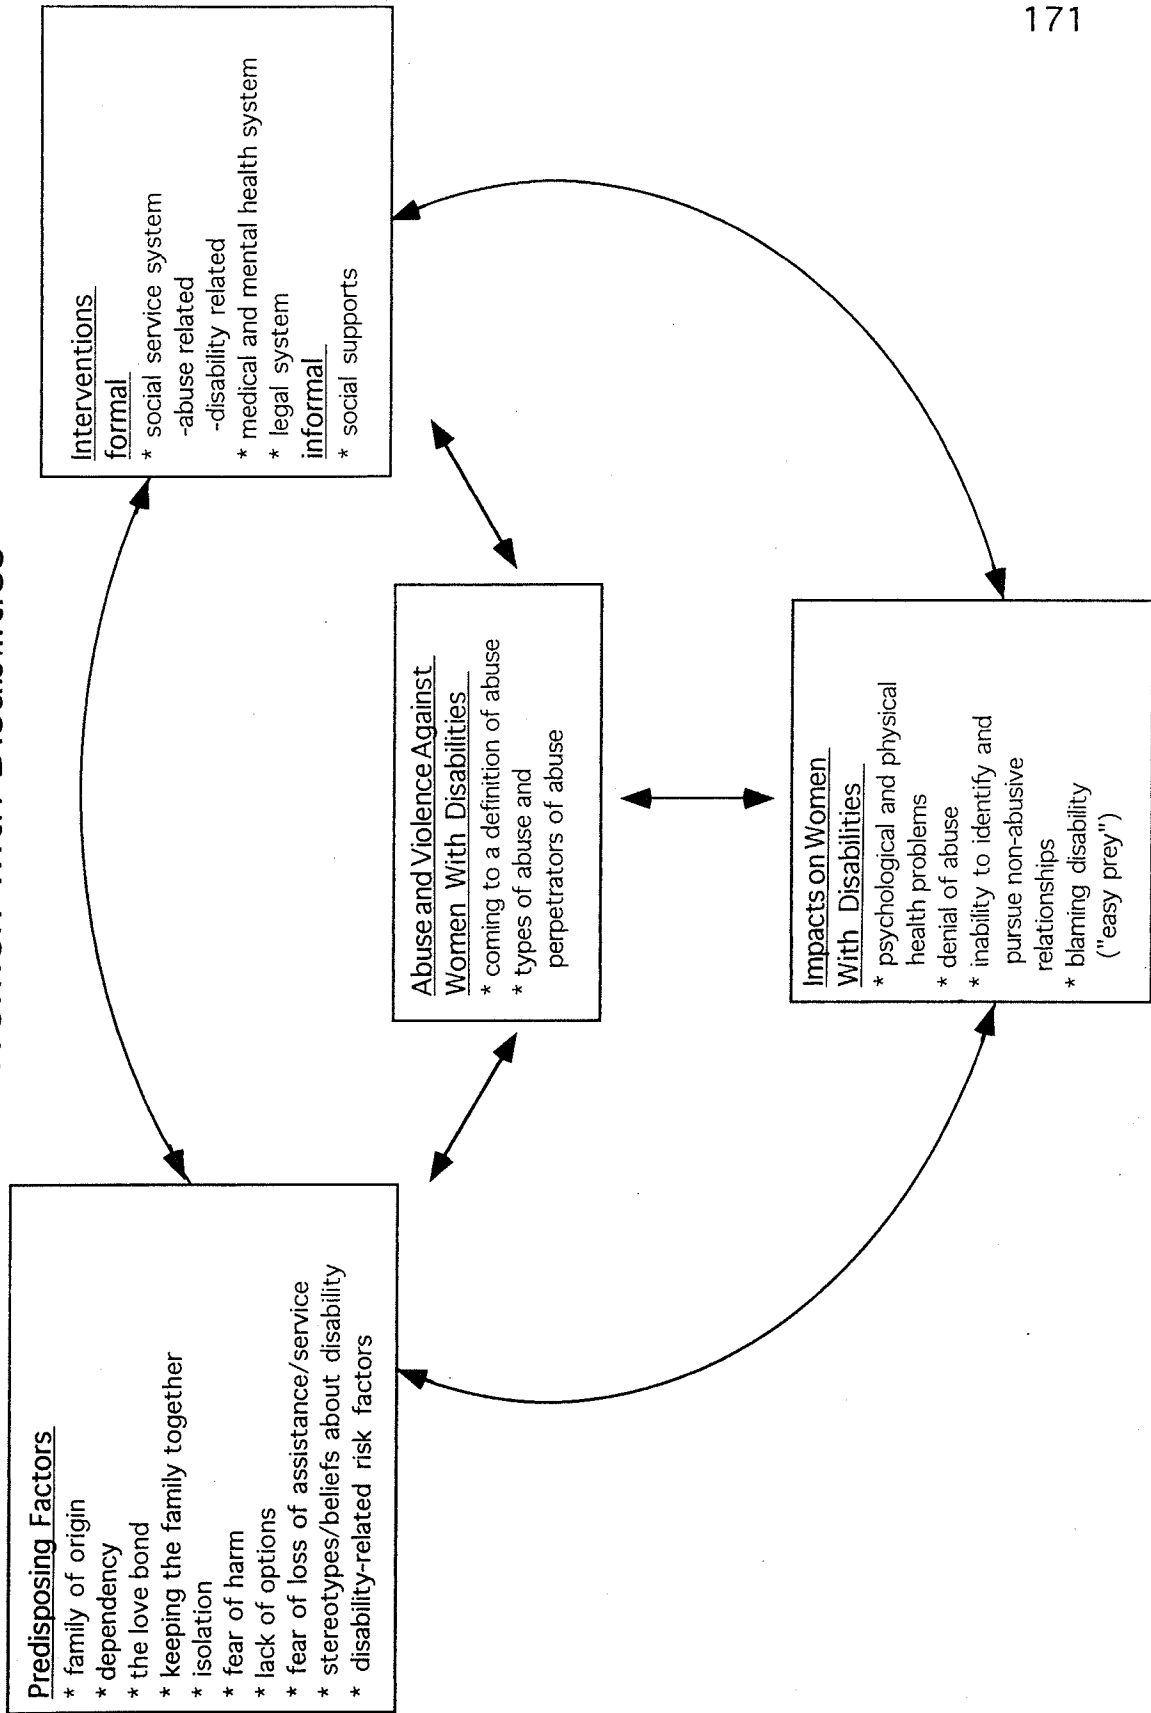 171
Women With Disabilities
Predisposing Factors
* family of origin
* dependency
* the love bond
* keeping the family together
* isolation
* fear of harm
* lack of options
* fear of loss of assistance/service
* stereotypes/beliefs about disability
* disability-related risk factors
Abuse and Violence Against
Women With Disabilities
* coming to a definition of abuse
* types of abuse and
perpetrators of abuse
Interventions
formal
* social service system
-abuse related
-disability related
* medical and mental health system
* legal system
informal
* social supports
Impacts on Women
With Disabilities
* psychological and physical
health problems
* denial of abuse
* inability to identify and
pursue non-abusive
relationships
* blaming disability
("easy prey")